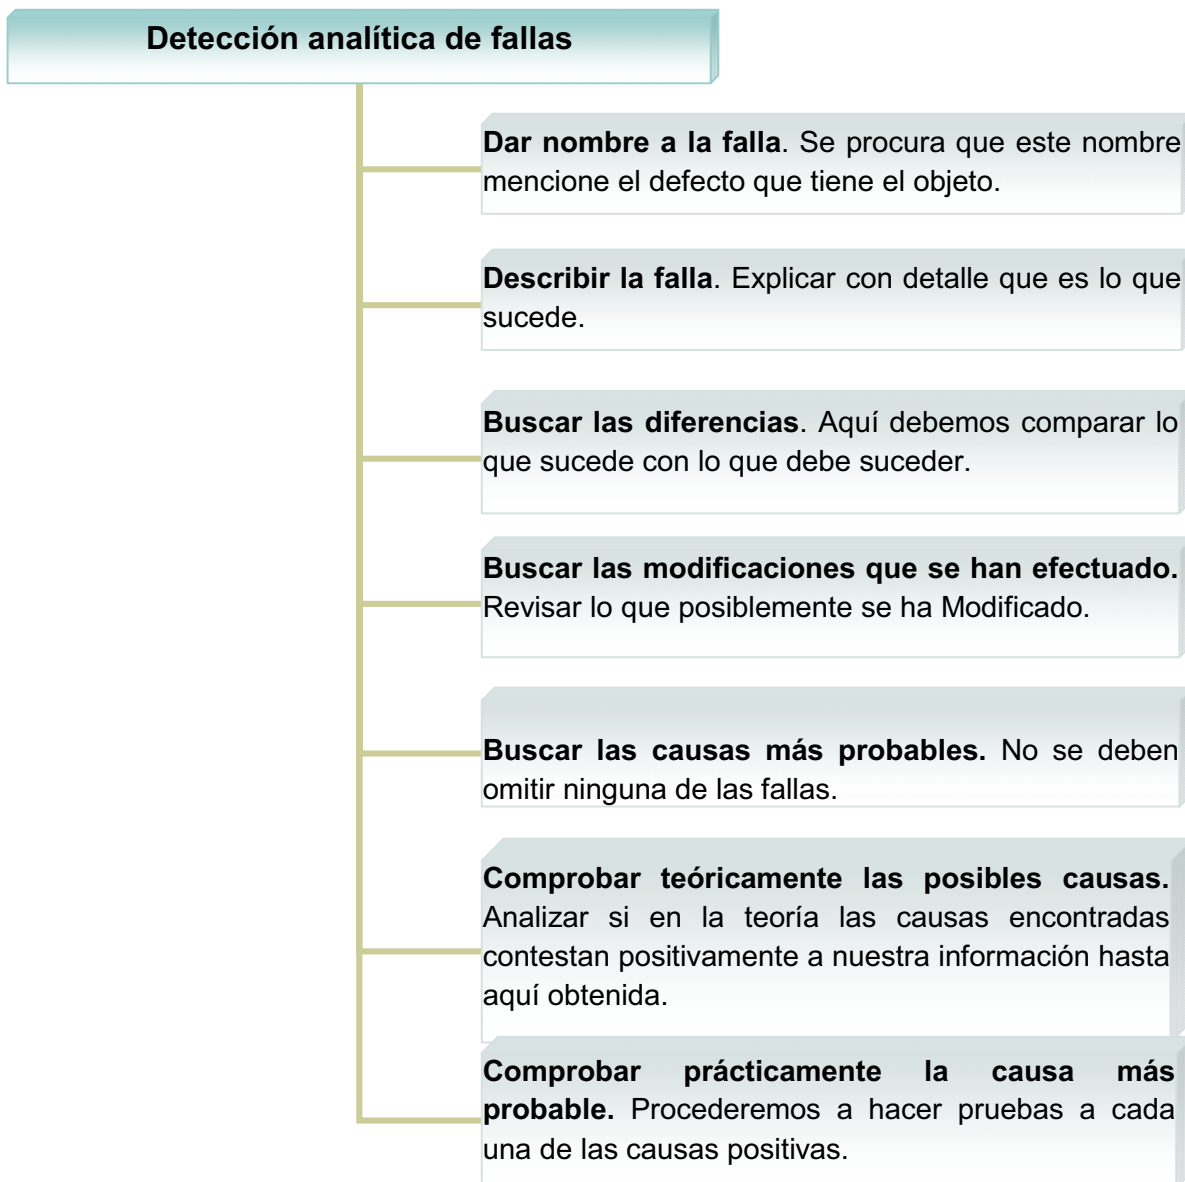 Detección analítica de fallas
Dar nombre a la falla. Se procura que este nombre
mencione el defecto que tiene el objeto.
Describir la falla. Explicar con detalle que es lo que
sucede.
Buscar las diferencias. Aquí debemos comparar lo
que sucede con lo que debe suceder.
Buscar las modificaciones que se han efectuado.
Revisar lo que posiblemente se ha Modificado.
Buscar las causas más probables. No se deben
omitir ninguna de las fallas.
Comprobar teóricamente las posibles causas.
Analizar si en la teoría las causas encontradas
contestan positivamente a nuestra información hasta
aquí obtenida.
Comprobar prácticamente la causa más
probable. Procederemos a hacer pruebas a cada
una de las causas positivas.